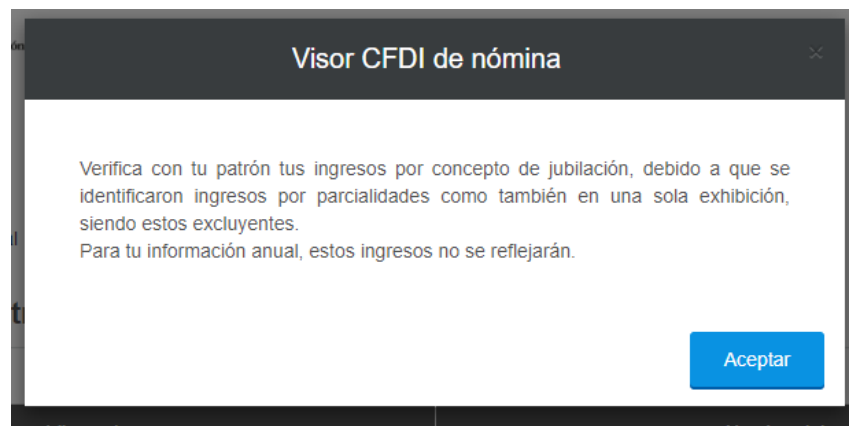 Visor CFDI de nómina
×
Verifica con tu patrón tus ingresos por concepto de jubilación, debido a que se
identificaron ingresos por parcialidades como también en una sola exhibición,
siendo estos excluyentes.
Para tu información anual, estos ingresos no se reflejarán.
Aceptar